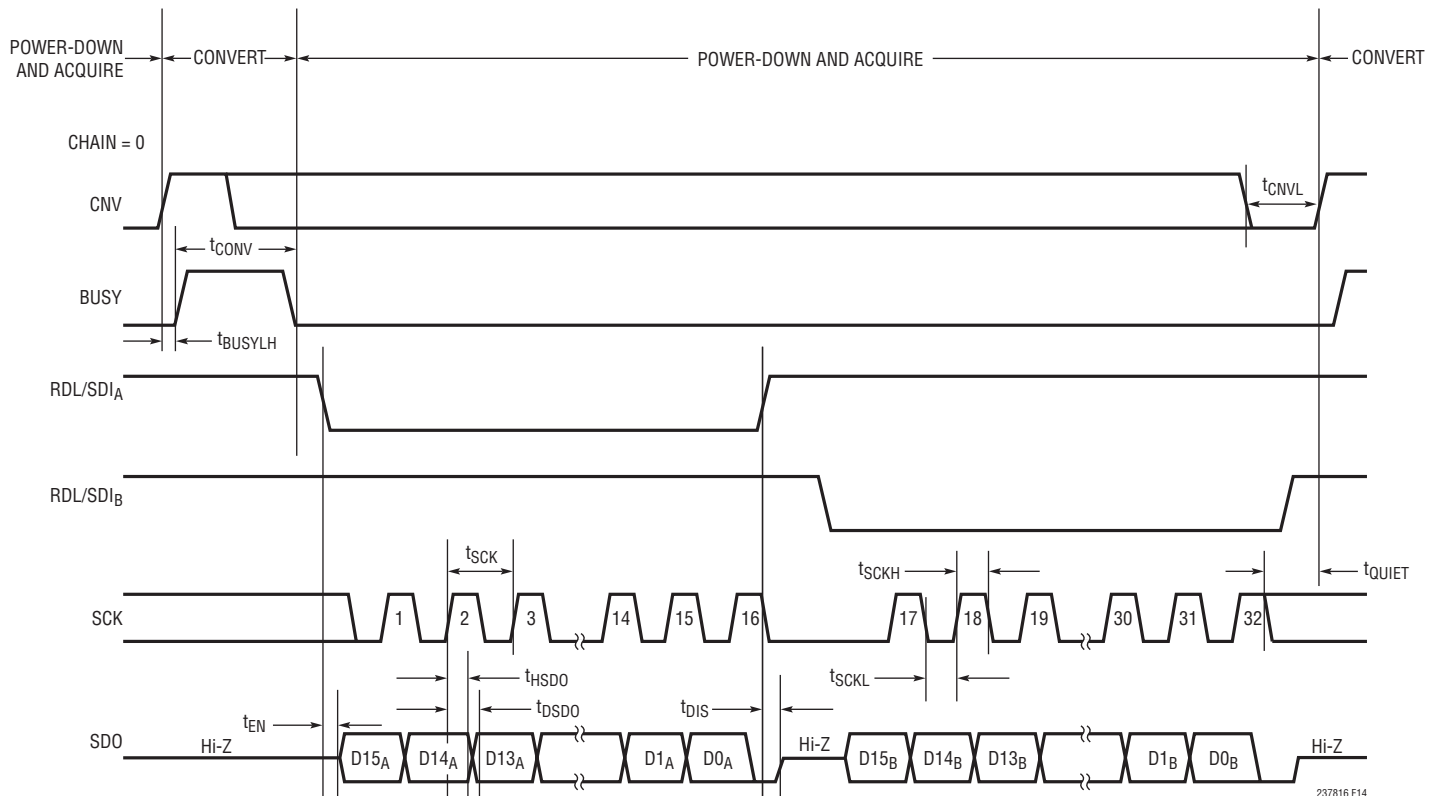 POWER-DOWN
AND ACQUIRE
CONVERT
POWER-DOWN AND ACQUIRE
CONVERT
CHAIN = 0
CNV
tCNVL
tCONV
BUSY
tBUSYLH
RDL/SDIA
RDL/SDIB
tSCK
tSCKH
tQUIET
SCK
1 2 3 14 15 16 17 18 19 30 31 32
tHSDO
tSCKL
tDSDO
tDIS
tEN
SDO
Hi-Z D15A D14A D13A D1A D0A Hi-Z D15B D14B D13B D1B D0B Hi-Z
237816 F14